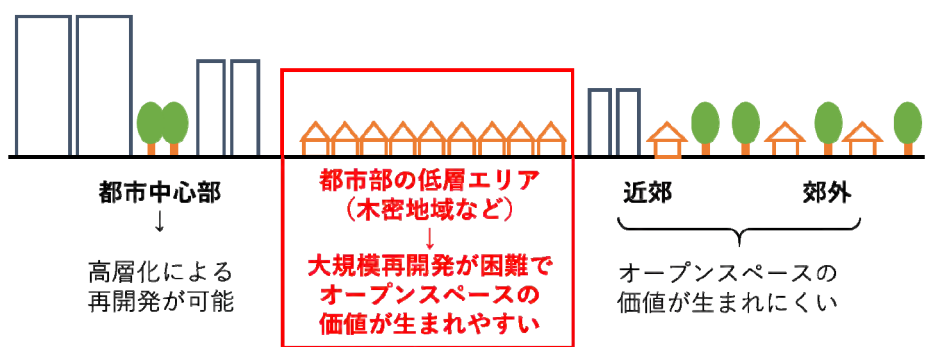 都市中心部
↓
高層化による
再開発が可能
都市部の低層エリア
（木密地域など）
↓
大規模再開発が困難で
オープンスペースの
価値が生まれやすい
近郊
郊外
オープンスペースの
価値が生まれにくい